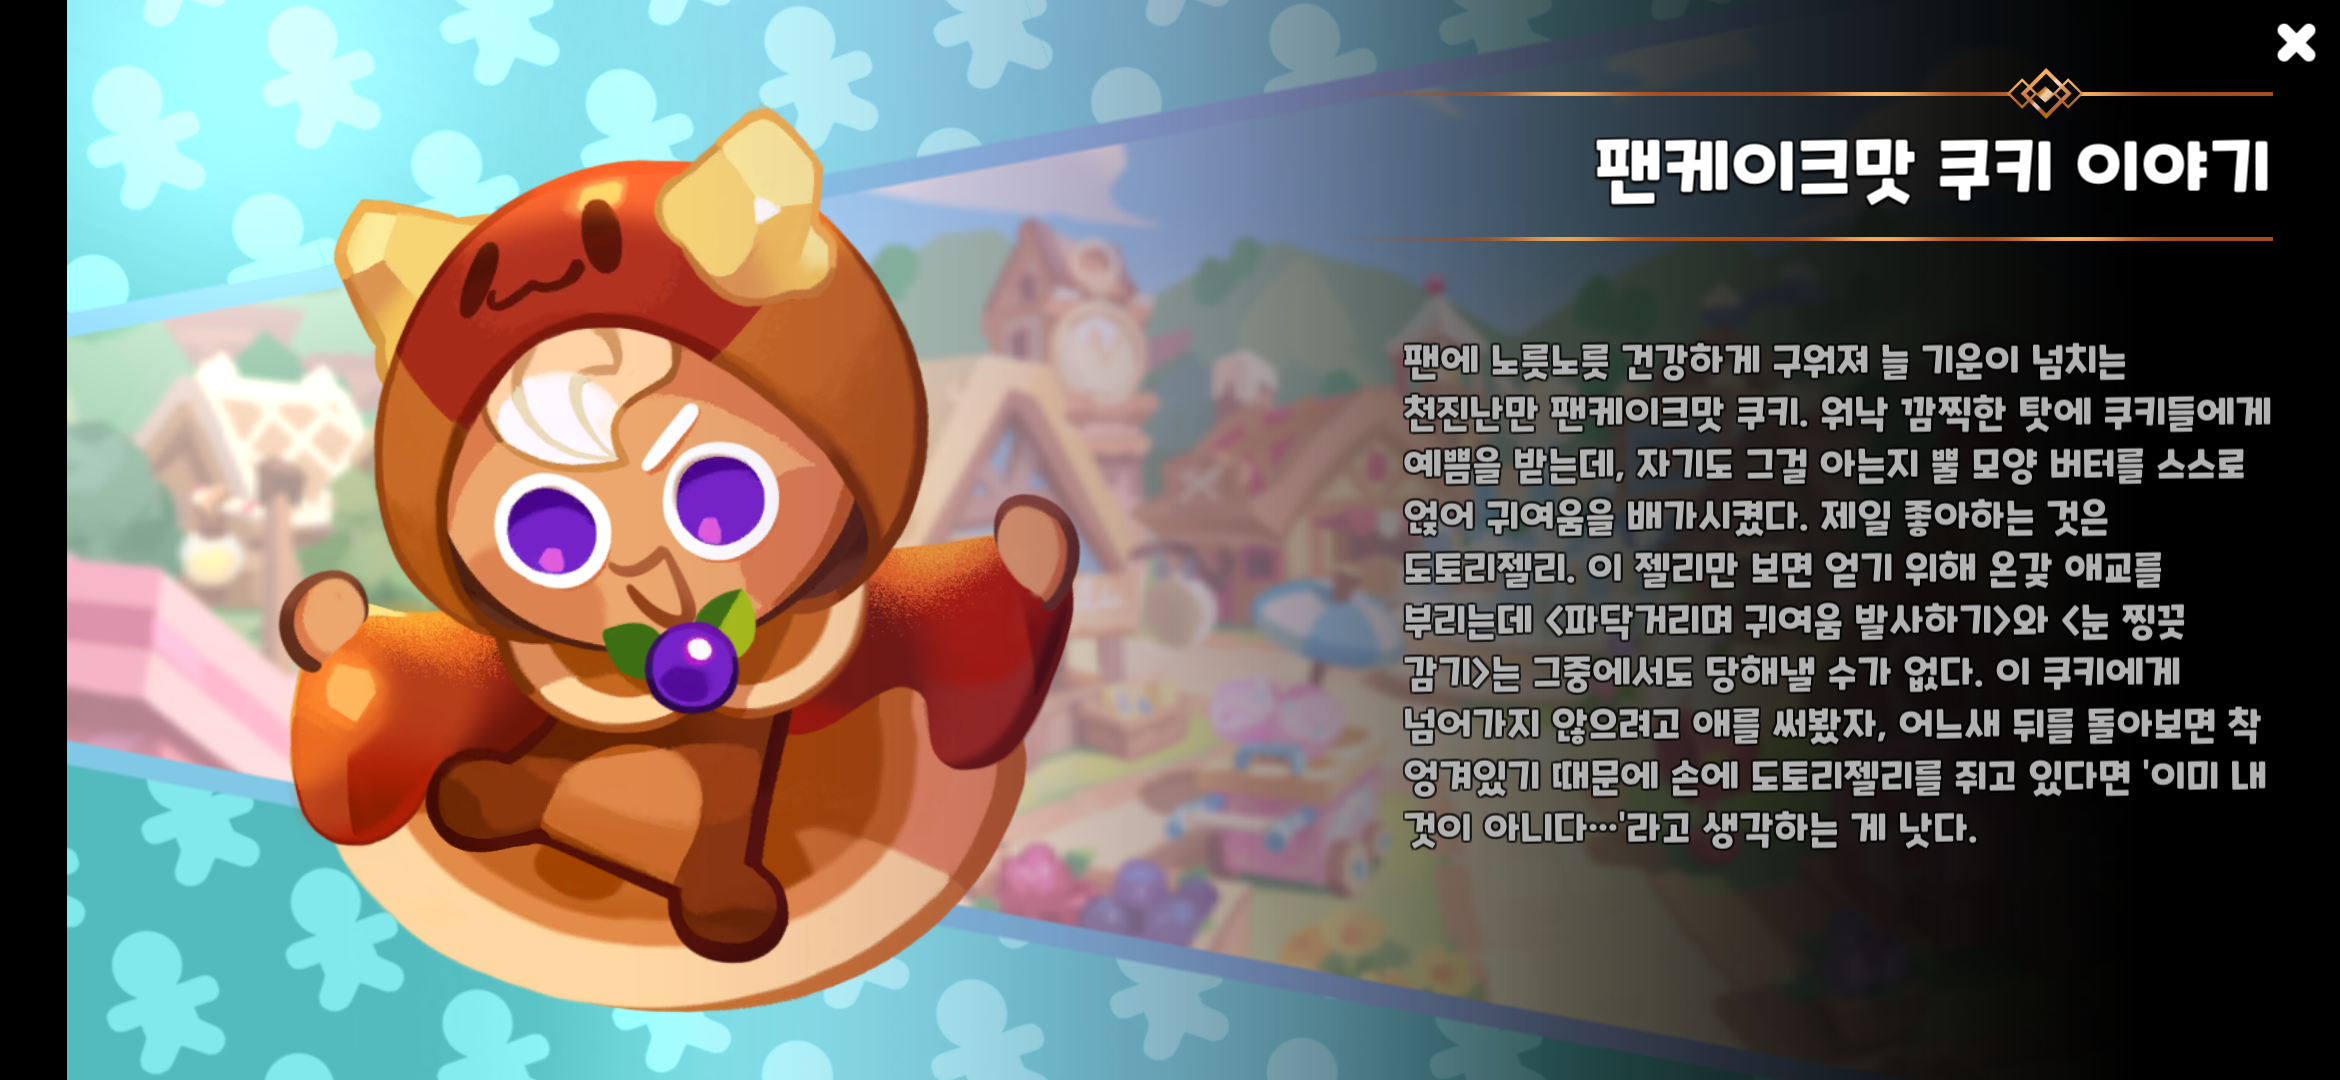 팬케이크맛 쿠키 이야기
팬에 노릇노릇 건강하게 구워져 늘 기운이 넘치는
천진난만 팬케이크맛 쿠키. 워낙 깜찍한 탓에 쿠키들에게
예쁨을 받는데, 자기도 그걸 아는지 뿔 모양 버터를 스스로
얹어 귀여움을 배가시켰다. 제일 좋아하는 것은
도토리젤리. 이 젤리만 보면 얻기 위해 온갖 애교를
부리는데 <파닥거리며 귀여움 발사하기>와 <눈 찡끗
감기>는 그중에서도 당해낼 수가 없다. 이 쿠키에게
넘어가지 않으려고 애를 써봤자, 어느새 뒤를 돌아보면 착
엉겨있기 때문에 손에 도토리젤리를 쥐고 있다면 '이미 내
것이 아니다…'라고 생각하는 게 낫다.